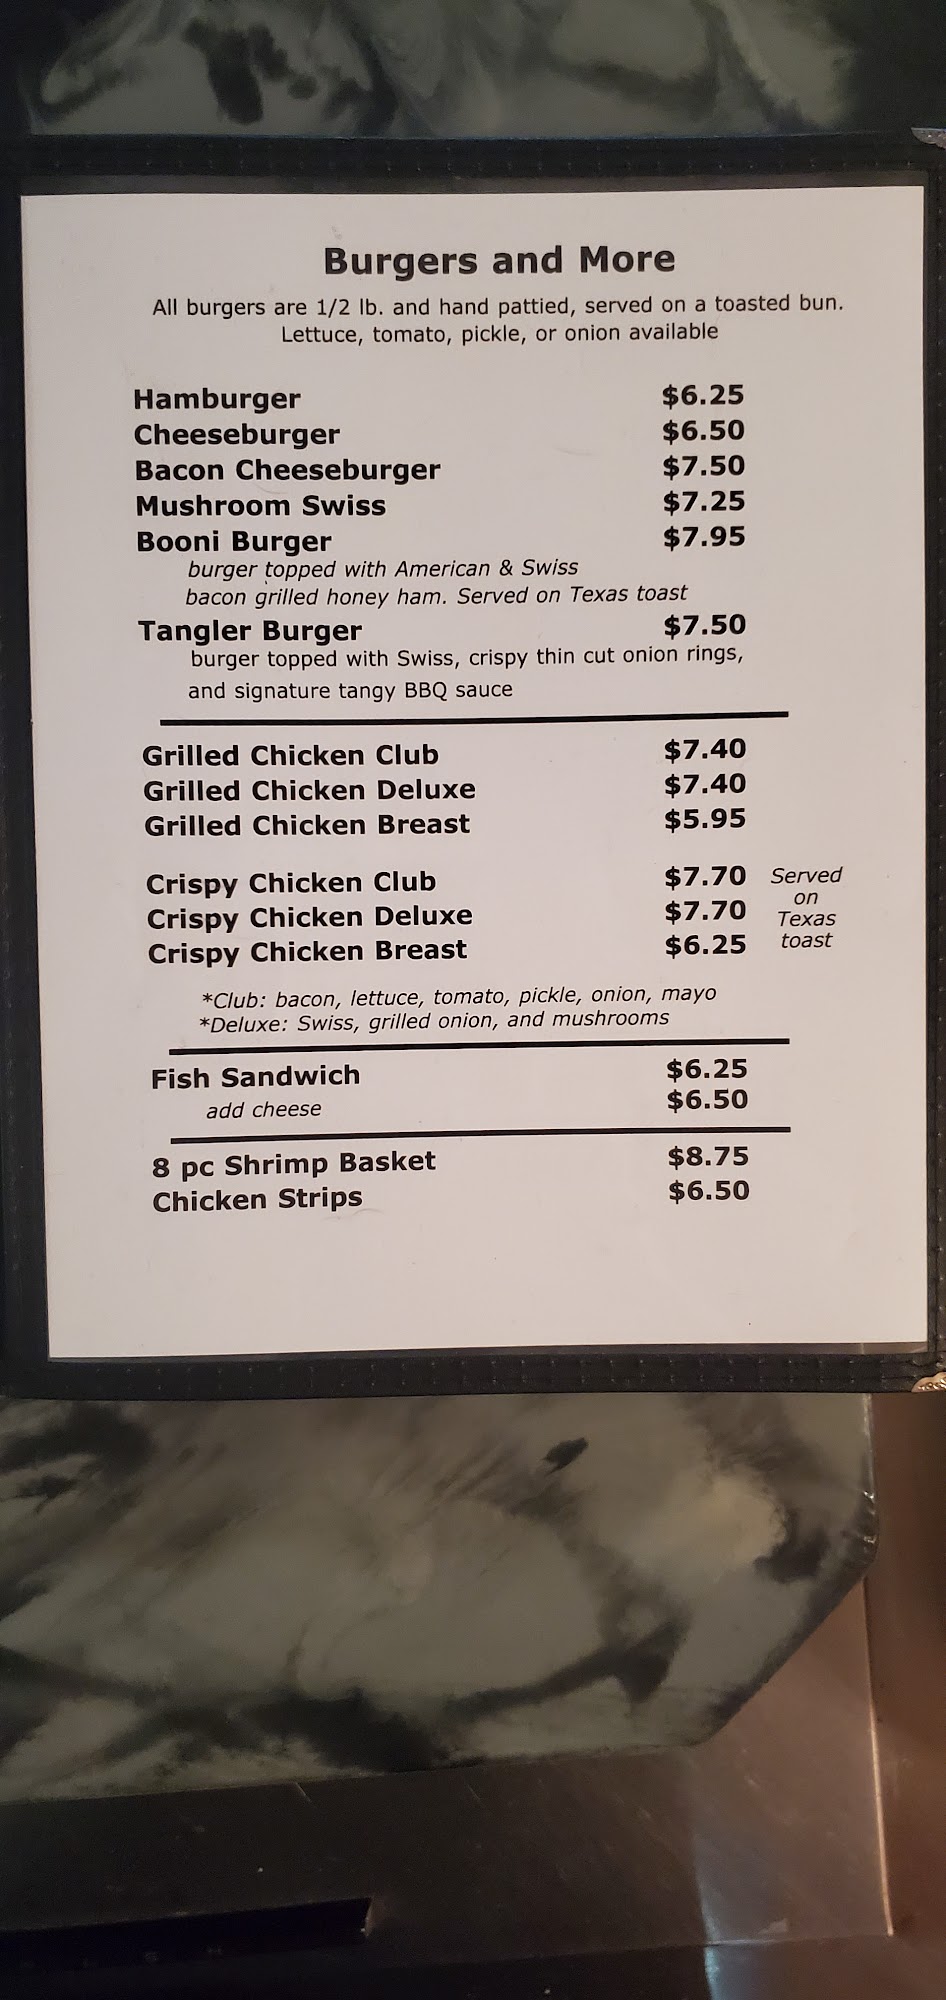 Burgers and More
All burgers are 1/2 lb. and hand pattied, served on a toasted bun.
Lettuce, tomato, pickle, or onion available
Hamburger $6.25
Cheeseburger $6.50
Bacon Cheeseburger $7.50
Mushroom Swiss $7.25
Booni Burger $7.95
burger topped with American & Swiss
bacon grilled honey ham. Served on Texas toast
Tangler Burger $7.50
burger topped with Swiss, crispy thin cut onion rings,
and signature tangy BBQ sauce
Grilled Chicken Club $7.40
Grilled Chicken Deluxe $7.40
Grilled Chicken Breast $5.95
Crispy Chicken Club $7.70
Crispy Chicken Deluxe $7.70
Crispy Chicken Breast $6.25
Served
on
Texas
toast
*Club: bacon, lettuce, tomato, pickle, onion, mayo
*Deluxe: Swiss, grilled onion, and mushrooms
Fish Sandwich $6.25
add cheese $6.50
8 pc Shrimp Basket $8.75
Chicken Strips $6.50